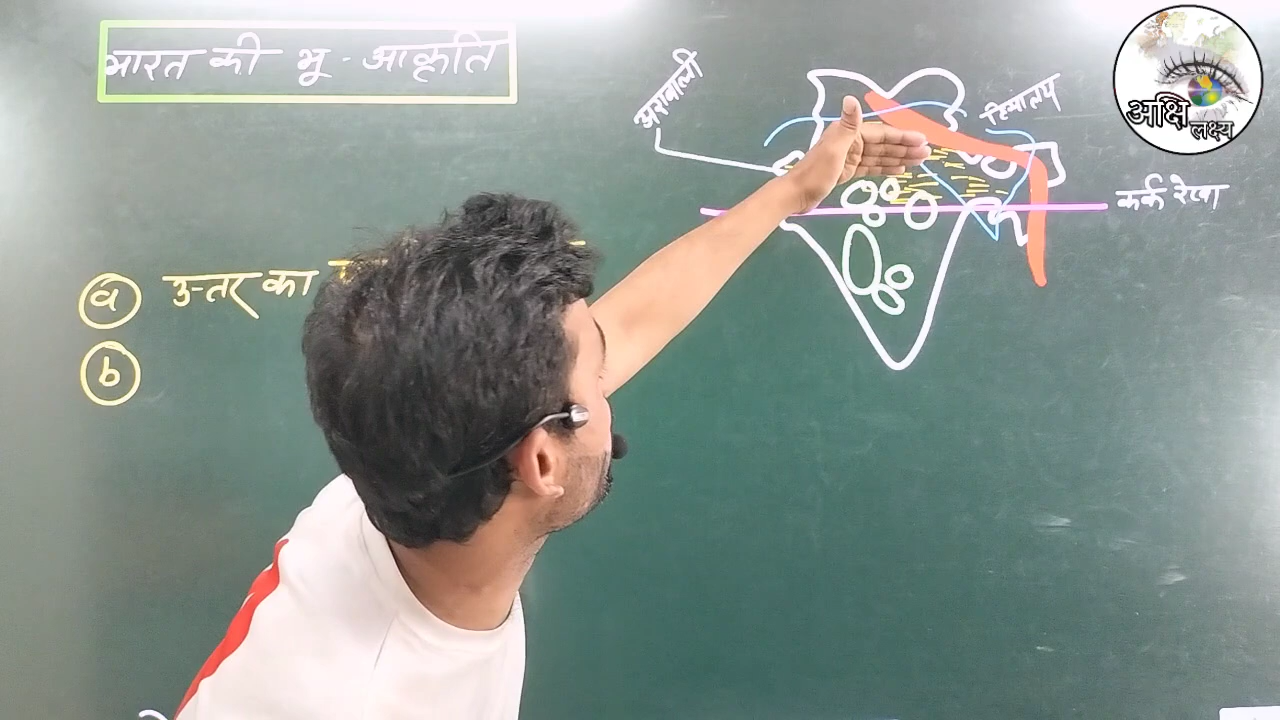 भारत की भू-आकृति
अरावली
हिमालय
अक्षि
लक्ष्य
कर्क रेखा
a उत्तर का
b